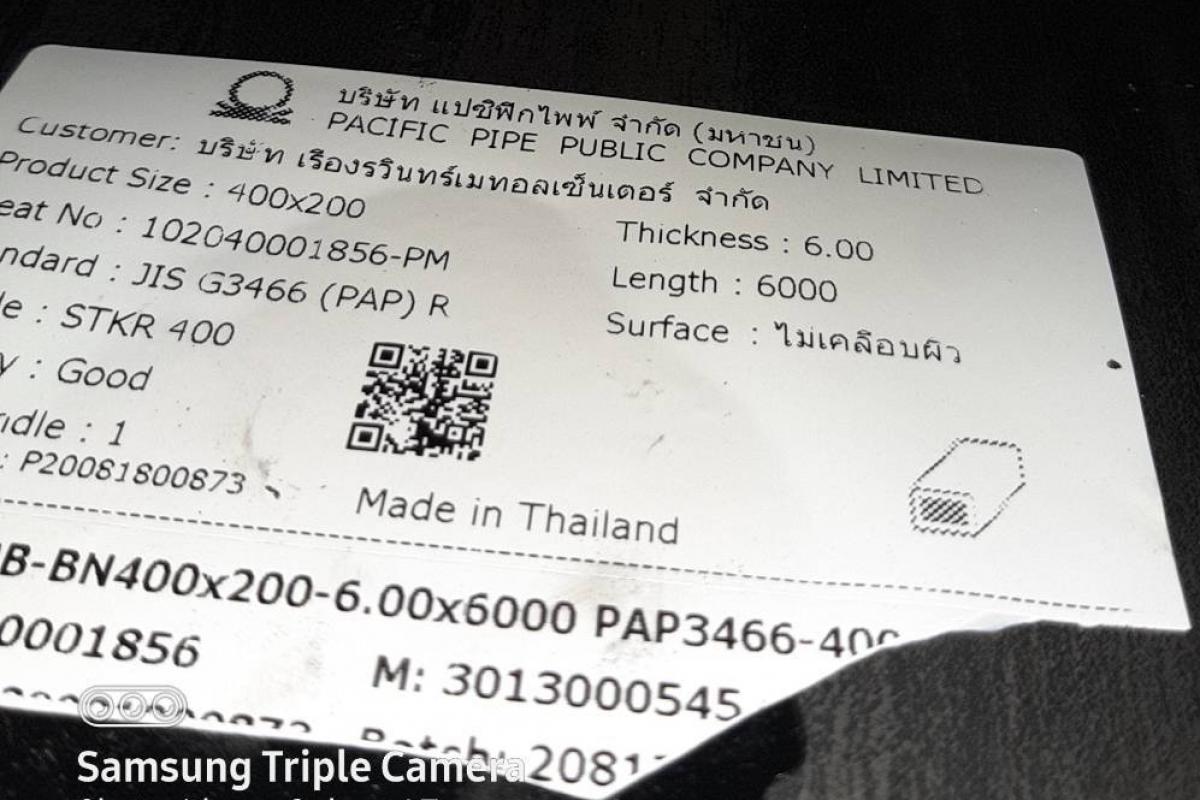 บริษัท แปซิฟิกไพพ์ จำกัด (มหาชน)
PACIFIC PIPE PUBLIC COMPANY LIMITED
Customer: บริษัท เรืองรวินทร์เมทอลเซ็นเตอร์ จำกัด
Product Size : 400x200
Thickness : 6.00
eat No : 102040001856-PM
Length : 6000
ndard : JIS G3466 (PAP) R
Surface : ไม่เคลือบผิว
e : STKR 400
y : Good
ndle : 1
: P20081800873
Made in Thailand
B-BN400x200-6.00x6000 PAP3466-400
0001856
M: 3013000545
Batch: 2081
Samsung Triple Camera